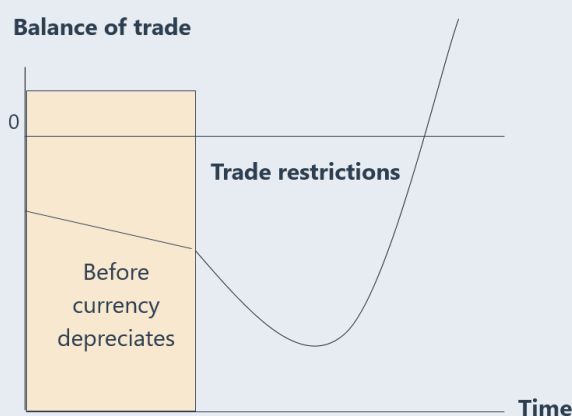 Balance of trade
0
Trade restrictions
Before
currency
depreciates
Time